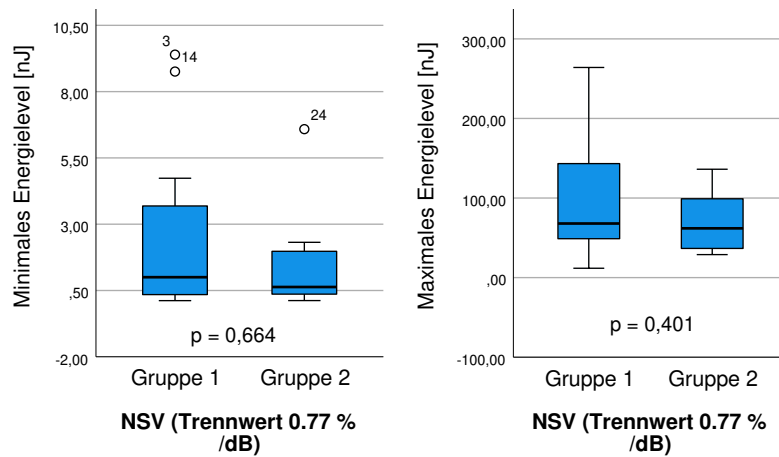 Minimales Energielevel [nJ]
10,50
8,00
5,50
3,00
,50
-2,00
3
14
24
p = 0,664
Gruppe 1
Gruppe 2
NSV (Trennwert 0.77 %
/dB)
Maximales Energielevel [nJ]
300,00
200,00
100,00
,00
-100,00
p = 0,401
Gruppe 1
Gruppe 2
NSV (Trennwert 0.77 %
/dB)